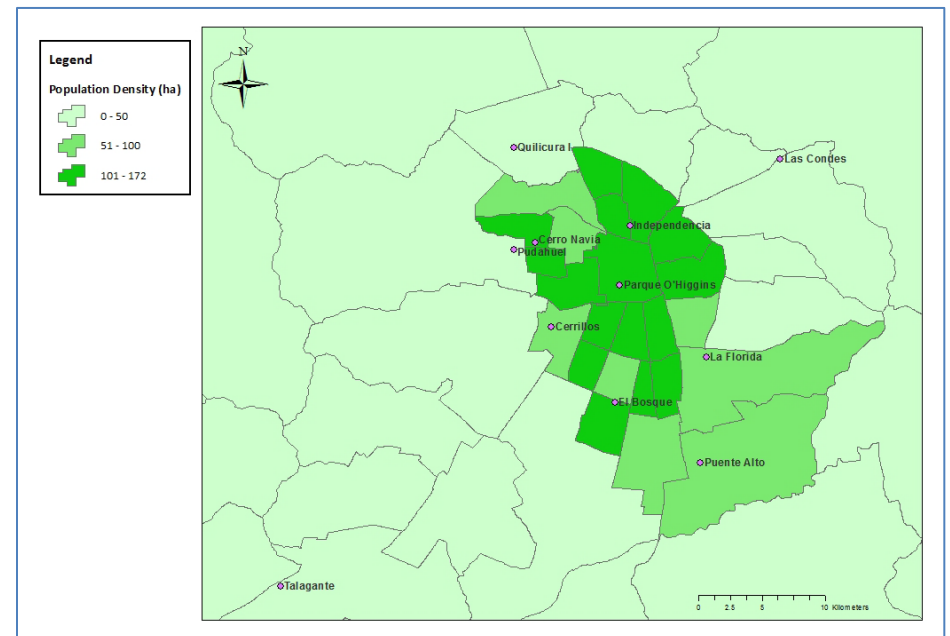 Legend
Population Density (ha)
0 - 50
51 - 100
101 - 172
N
Quilicura I
Las Condes
Independencia
Cerro Navia
Pudahuel
Parque O'Higgins
Cerrillos
La Florida
El Bosque
Puente Alto
Talagante
0 2.5 5 10 Kilometers